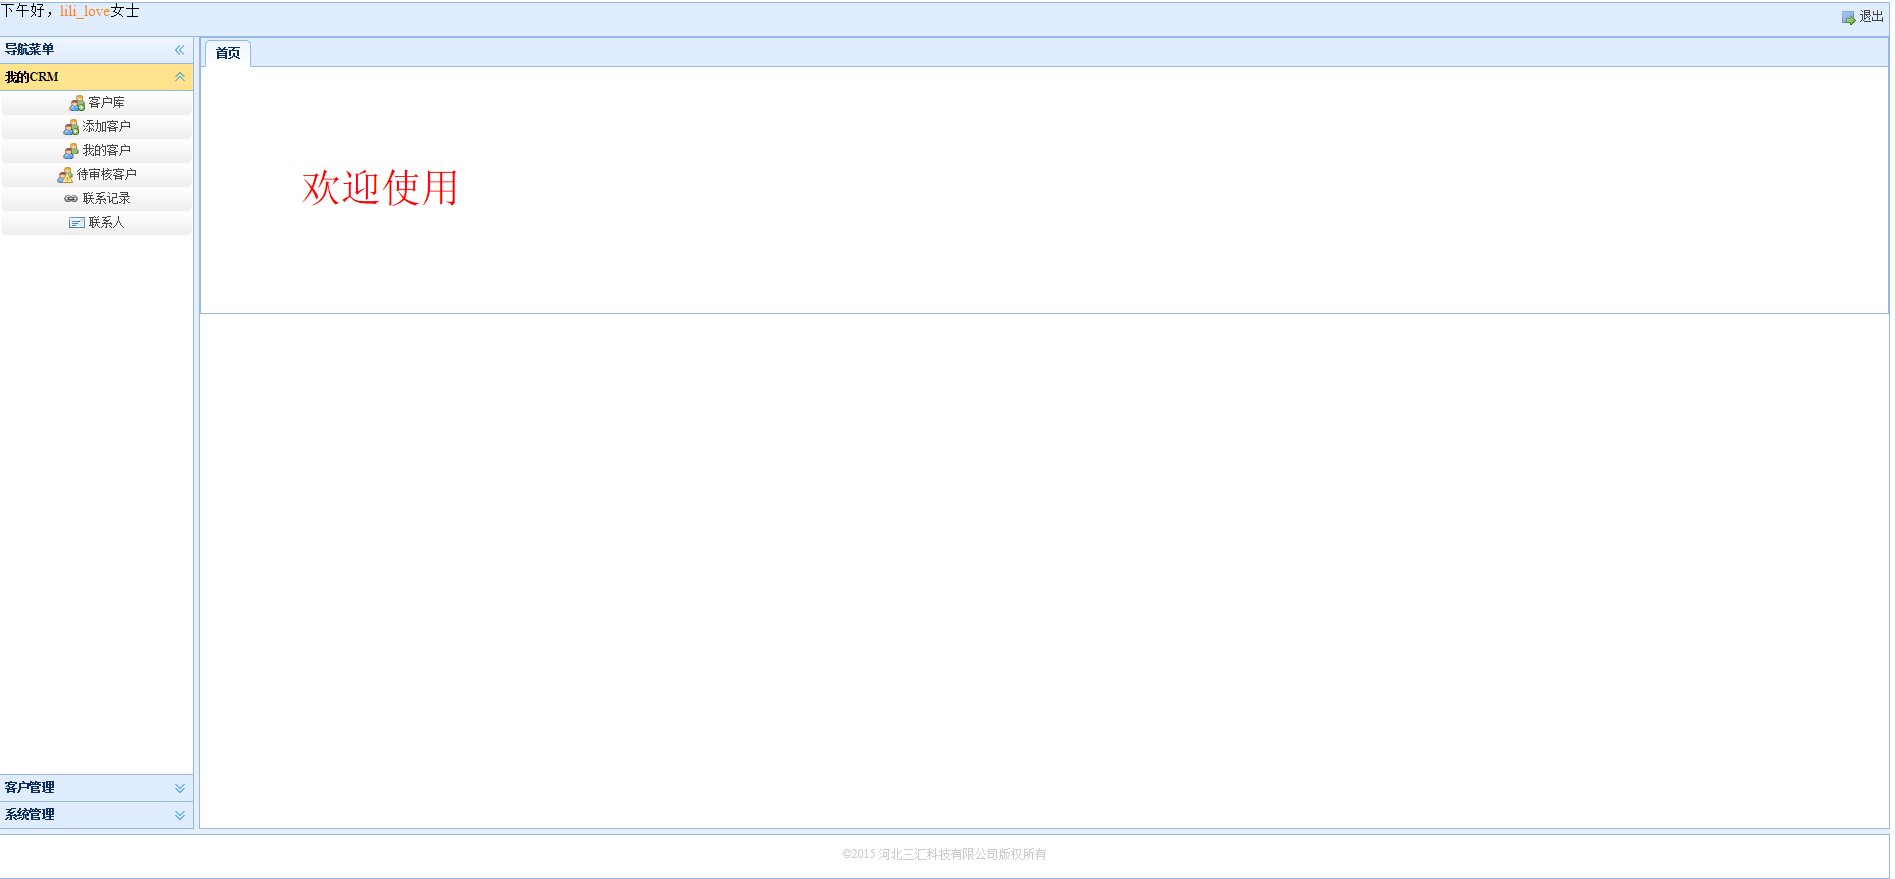 下午好，lili_love女士
退出
导航菜单
首页
我的CRM
客户库
添加客户
我的客户
待审核客户
联系记录
联系人
欢迎使用
客户管理
系统管理
©2015 河北三汇科技有限公司版权所有